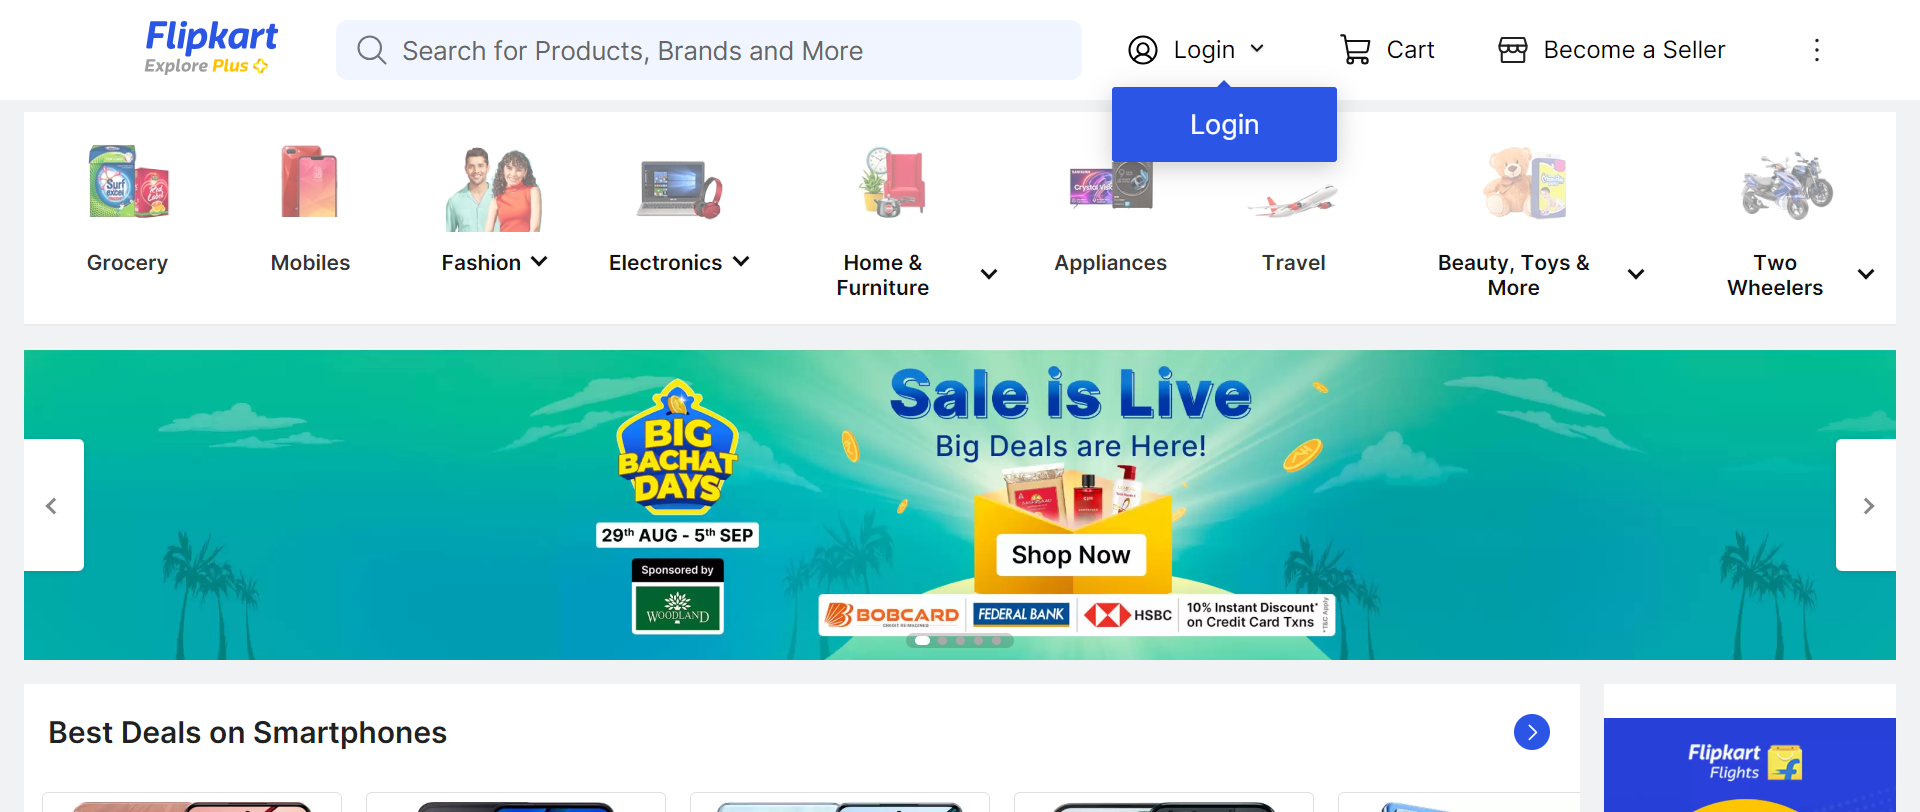 Flipkart
Explore Plus
Search for Products, Brands and More
Login
Cart
Become a Seller
Login
Grocery
Mobiles
Fashion
Electronics
Home &
Furniture
Appliances
Travel
Beauty, Toys &
More
Two
Wheelers
BIG
BACHAT
DAYS
29th AUG - 5th SEP
Sponsored by
WOODLAND
Sale is Live
Big Deals are Here!
Shop Now
BOBCARD
FEDERAL BANK
HSBC
10% Instant Discount*
on Credit Card Txns
*T&C Apply
Best Deals on Smartphones
Flipkart
Flights